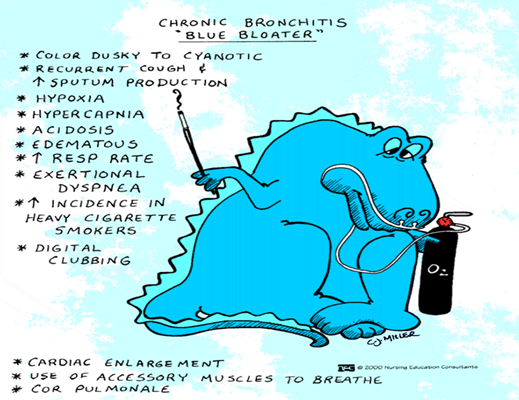 CHRONIC BRONCHITIS
"BLUE BLOATER"
* COLOR DUSKY TO CYANOTIC
* RECURRENT COUGH &
↑ SPUTUM PRODUCTION
* HYPOXIA
* HYPERCAPNIA
* ACIDOSIS
* EDEMATOUS
* ↑ RESP RATE
* EXERTIONAL
DYSPNEA
* ↑ INCIDENCE IN
HEAVY CIGARETTE
SMOKERS
* DIGITAL
CLUBBING
O₂
CJ MILLER
* CARDIAC ENLARGEMENT
* USE OF ACCESSORY MUSCLES TO BREATHE
* COR PULMONALE
© 2000 Nursing Education Consultants